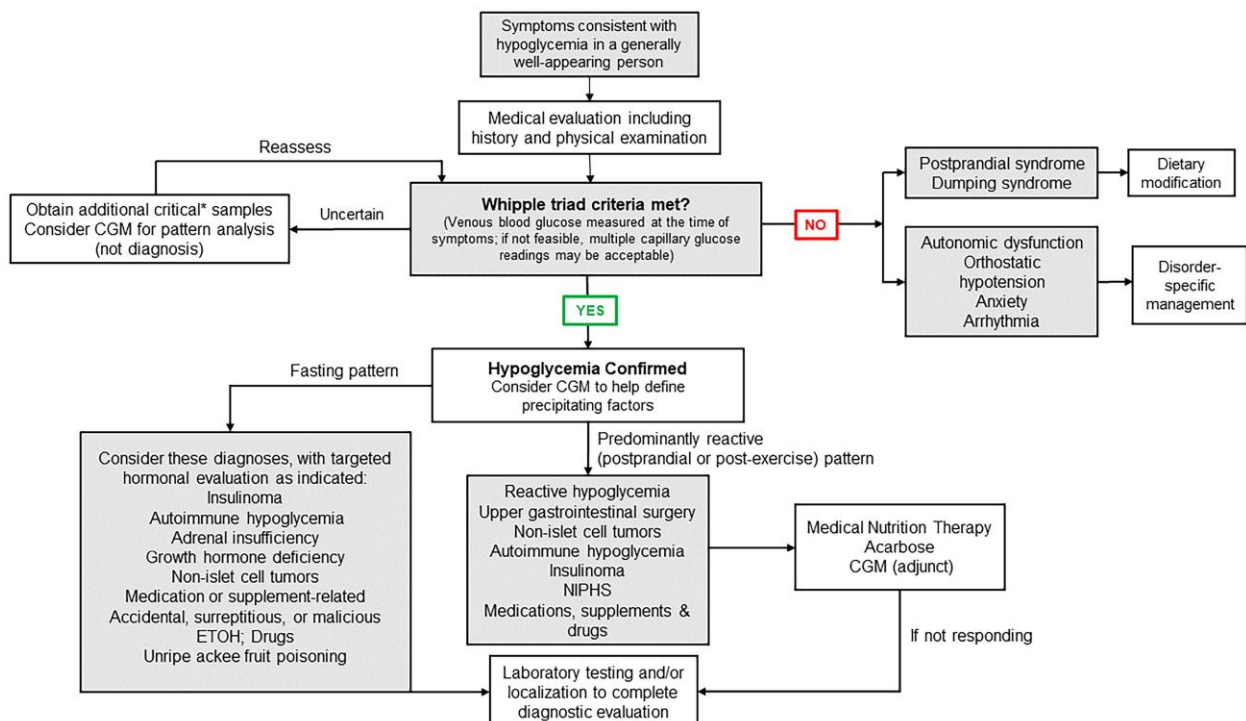 Symptoms consistent with
hypoglycemia in a generally
well-appearing person
Medical evaluation including
history and physical examination
Reassess
Obtain additional critical* samples
Consider CGM for pattern analysis
(not diagnosis)
Uncertain
Whipple triad criteria met?
(Venous blood glucose measured at the time of
symptoms; if not feasible, multiple capillary glucose
readings may be acceptable)
NO
Postprandial syndrome
Dumping syndrome
Dietary
modification
Autonomic dysfunction
Orthostatic
hypotension
Anxiety
Arrhythmia
Disorder-
specific
management
YES
Hypoglycemia Confirmed
Consider CGM to help define
precipitating factors
Fasting pattern
Consider these diagnoses, with targeted
hormonal evaluation as indicated:
Insulinoma
Autoimmune hypoglycemia
Adrenal insufficiency
Growth hormone deficiency
Non-islet cell tumors
Medication or supplement-related
Accidental, surreptitious, or malicious
ETOH; Drugs
Unripe ackee fruit poisoning
Predominantly reactive
(postprandial or post-exercise) pattern
Reactive hypoglycemia
Upper gastrointestinal surgery
Non-islet cell tumors
Autoimmune hypoglycemia
Insulinoma
NIPHS
Medications, supplements &
drugs
Medical Nutrition Therapy
Acarbose
CGM (adjunct)
If not responding
Laboratory testing and/or
localization to complete
diagnostic evaluation